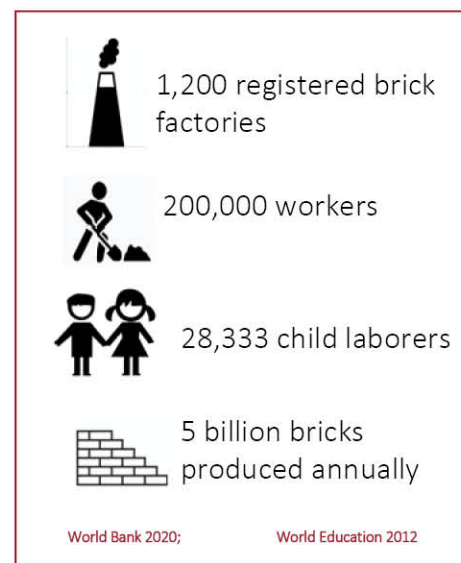 1,200 registered brick
factories
200,000 workers
28,333 child laborers
5 billion bricks
produced annually
World Bank 2020; World Education 2012